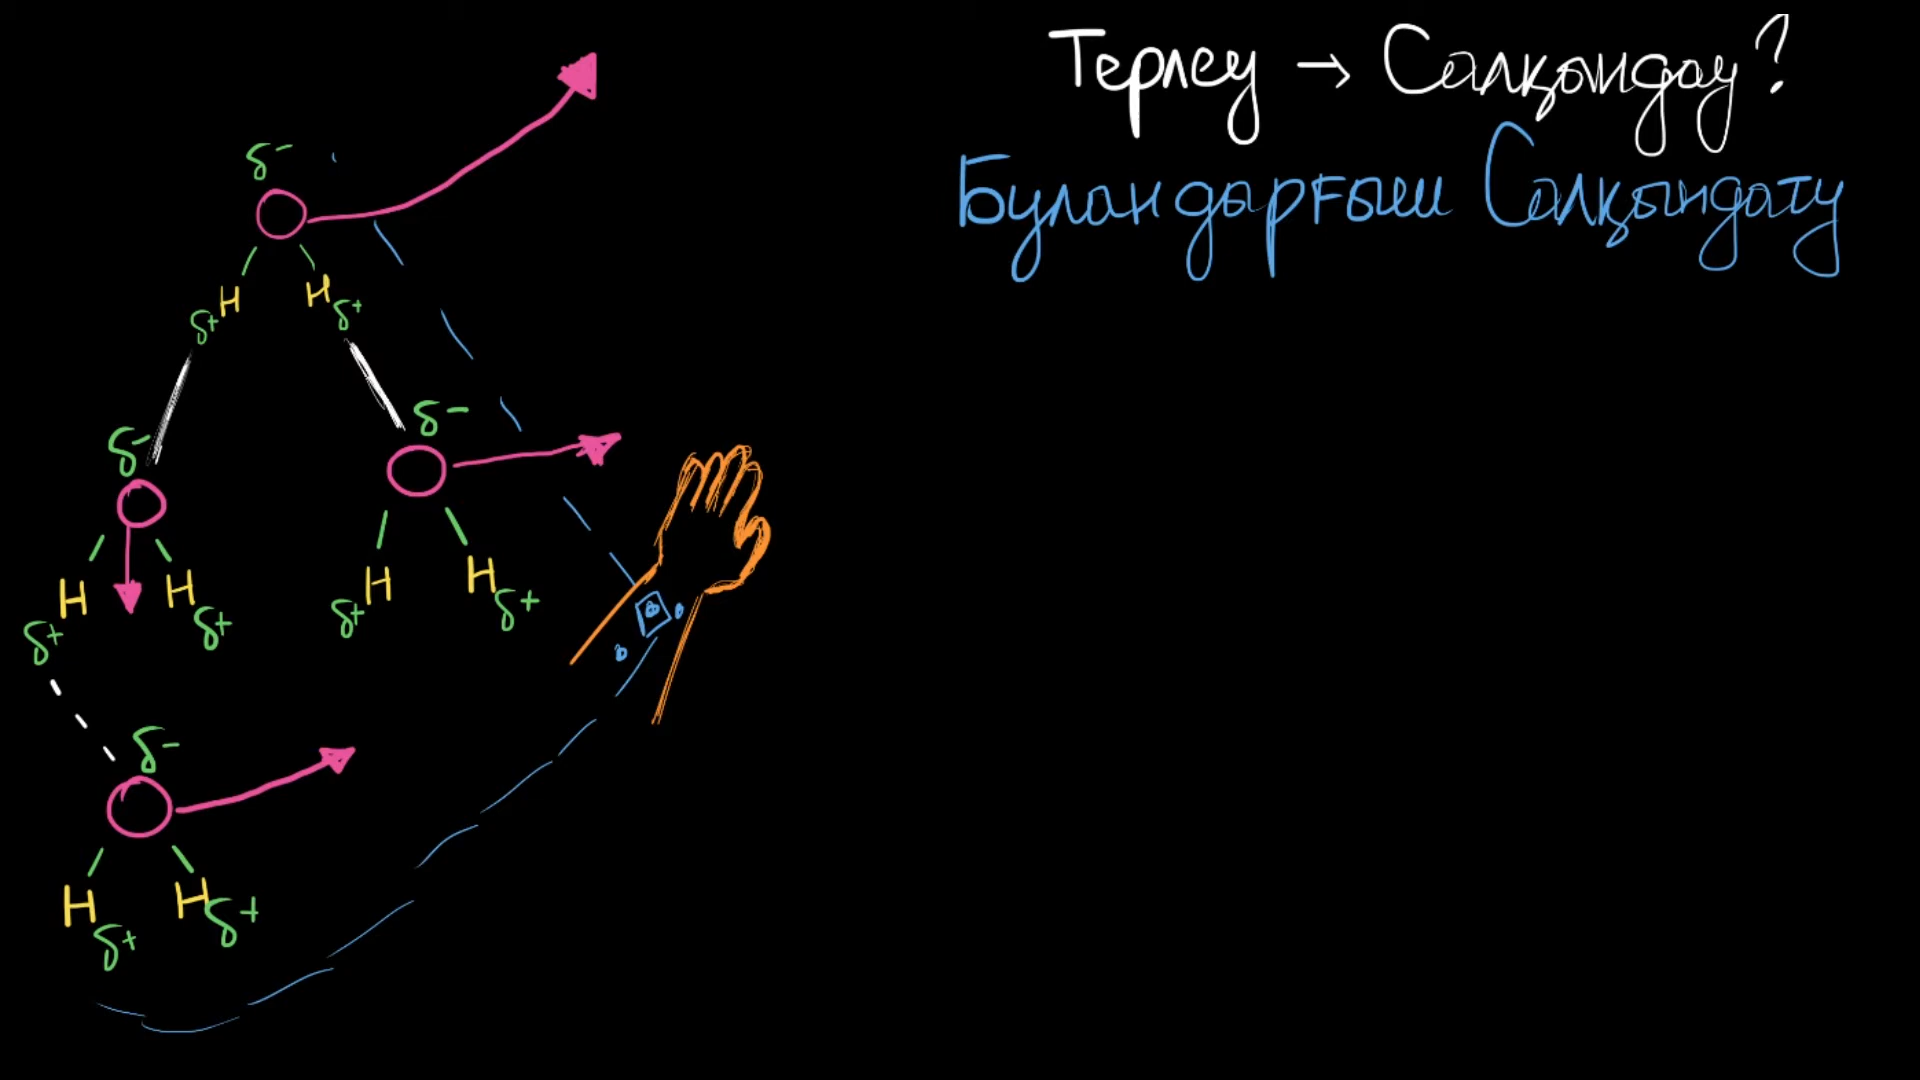 Терлеу → Салқындау?
Буландырғыш Салқындату
δ-
H H
δ+ δ+
δ- δ-
H H H H
δ+ δ+ δ+ δ+
δ-
H H
δ+ δ+